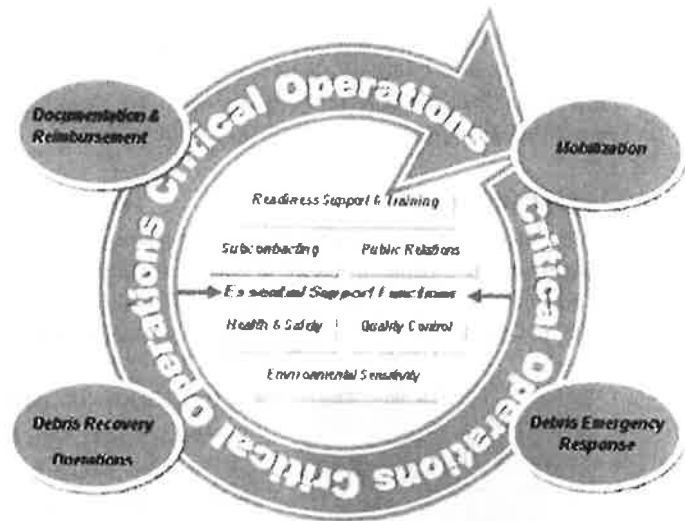 Critical Operations
Critical Operations
Critical Operations
Critical Operations
Documentation &
Reimbursement
Mobilization
Readiness Support & Training
Subcontracting
Public Relations
Essential Support Functions
Health & Safety
Quality Control
Environmental Sensitivity
Debris Recovery
Operations
Debris Emergency
Response